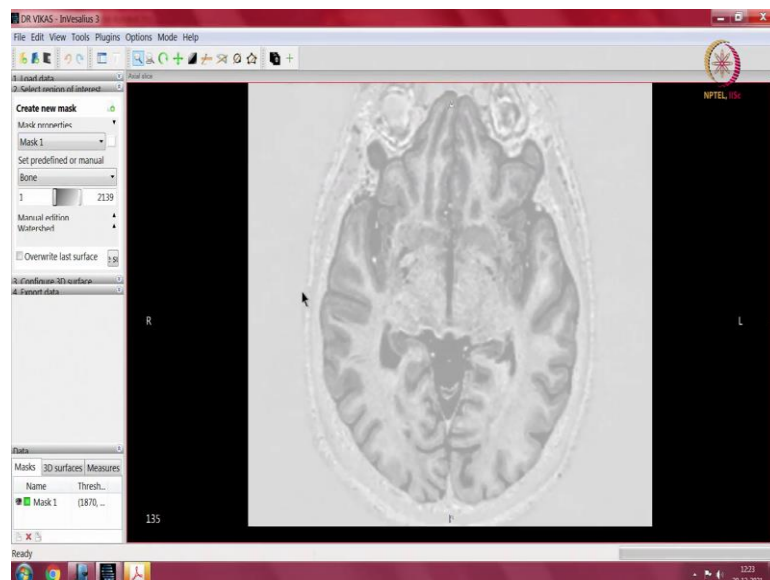 DR VIKAS - InVesalius 3
File Edit View Tools Plugins Options Mode Help
NPTEL, IISc
1. Load data
Axial slice
2. Select region of interest
Create new mask
Mask properties
Mask 1
Set predefined or manual
Bone
1 2139
Manual edition
Watershed
Overwrite last surface
3. Configure 3D surface
4. Export data
R
L
Data
Masks 3D surfaces Measures
Name Thresh...
Mask 1 (1870, ...
135
Ready
12:23